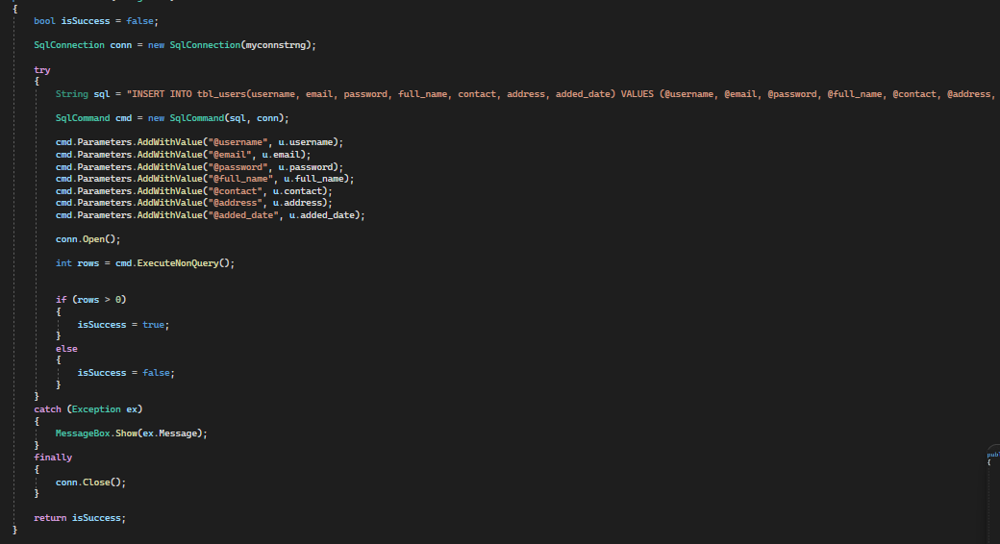 {
bool isSuccess = false;
SqlConnection conn = new SqlConnection(myconnstrng);
try
{
String sql = "INSERT INTO tbl_users(username, email, password, full_name, contact, address, added_date) VALUES (@username, @email, @password, @full_name, @contact, @address,
SqlCommand cmd = new SqlCommand(sql, conn);
cmd.Parameters.AddWithValue("@username", u.username);
cmd.Parameters.AddWithValue("@email", u.email);
cmd.Parameters.AddWithValue("@password", u.password);
cmd.Parameters.AddWithValue("@full_name", u.full_name);
cmd.Parameters.AddWithValue("@contact", u.contact);
cmd.Parameters.AddWithValue("@address", u.address);
cmd.Parameters.AddWithValue("@added_date", u.added_date);
conn.Open();
int rows = cmd.ExecuteNonQuery();
if (rows > 0)
{
isSuccess = true;
}
else
{
isSuccess = false;
}
}
catch (Exception ex)
{
MessageBox.Show(ex.Message);
}
finally
{
conn.Close();
}
return isSuccess;
}
{